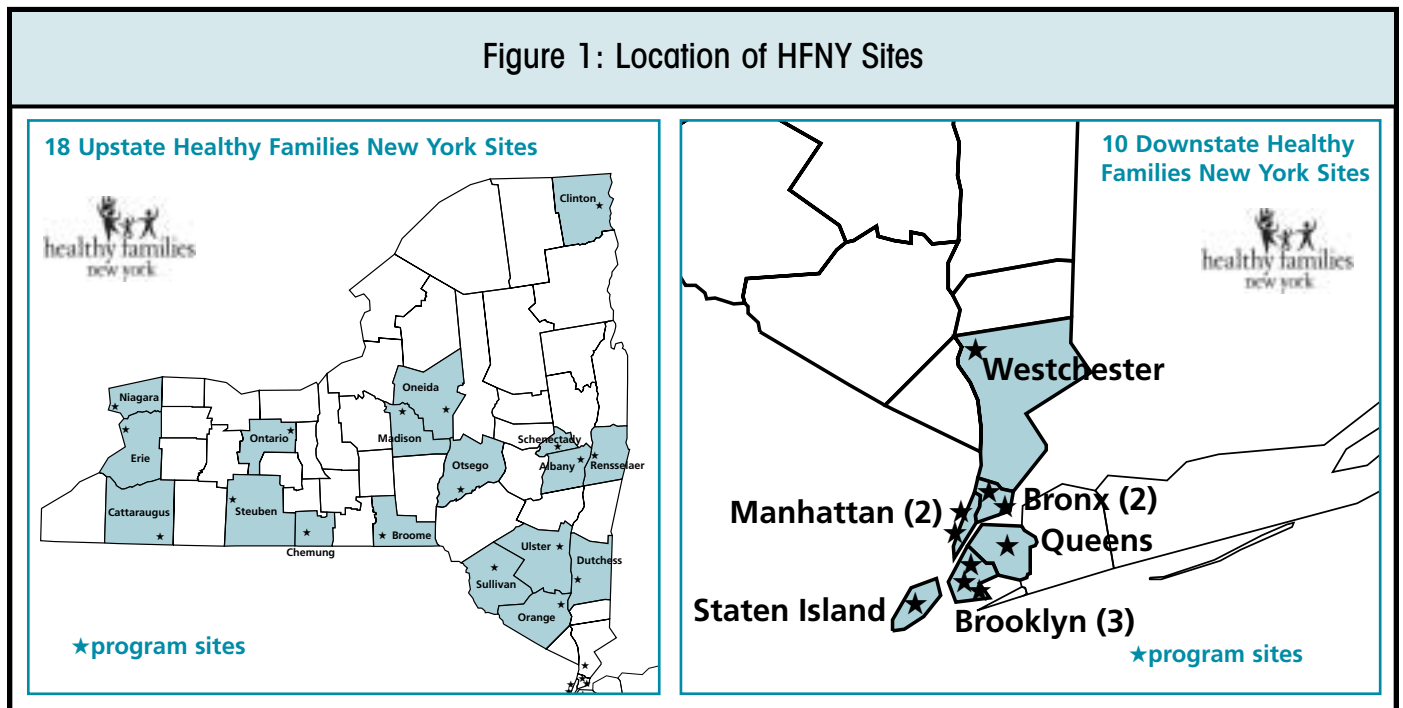 Figure 1: Location of HFNY Sites
18 Upstate Healthy Families New York Sites
healthy families
new york
Clinton
Niagara
Erie
Cattaraugus
Ontario
Steuben
Chemung
Oneida
Madison
Broome
Otsego
Schenectady
Albany
Rensselaer
Ulster
Dutchess
Sullivan
Orange
★program sites
10 Downstate Healthy
Families New York Sites
healthy families
new york
Westchester
Manhattan (2)
Bronx (2)
Queens
Staten Island
Brooklyn (3)
★program sites